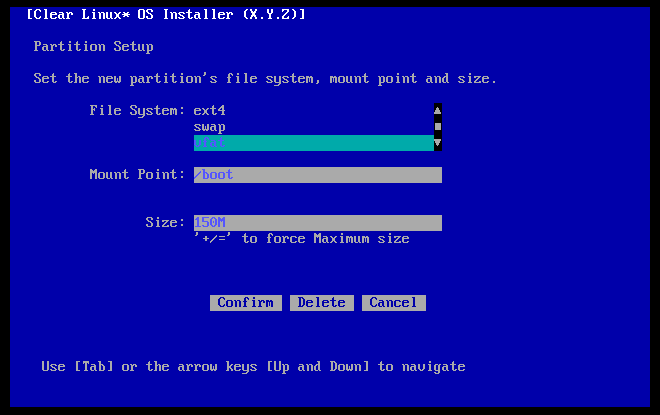 [Clear Linux* OS Installer (X.Y.Z)]
Partition Setup
Set the new partition's file system, mount point and size.
File System: ext4
swap
vfat
Mount Point: /boot
Size: 150M
'+/=' to force Maximum size
Confirm Delete Cancel
Use [Tab] or the arrow keys [Up and Down] to navigate